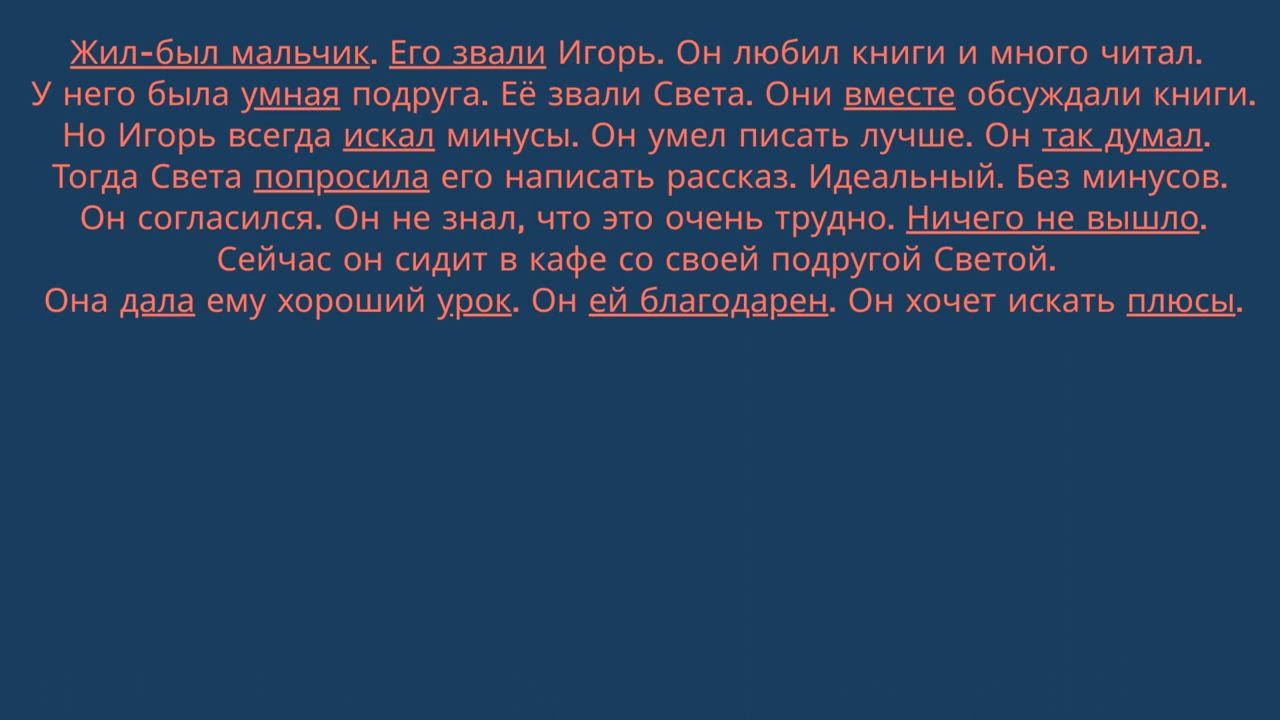 Жил-был мальчик. Его звали Игорь. Он любил книги и много читал.
У него была умная подруга. Её звали Света. Они вместе обсуждали книги.
Но Игорь всегда искал минусы. Он умел писать лучше. Он так думал.
Тогда Света попросила его написать рассказ. Идеальный. Без минусов.
Он согласился. Он не знал, что это очень трудно. Ничего не вышло.
Сейчас он сидит в кафе со своей подругой Светой.
Она дала ему хороший урок. Он ей благодарен. Он хочет искать плюсы.